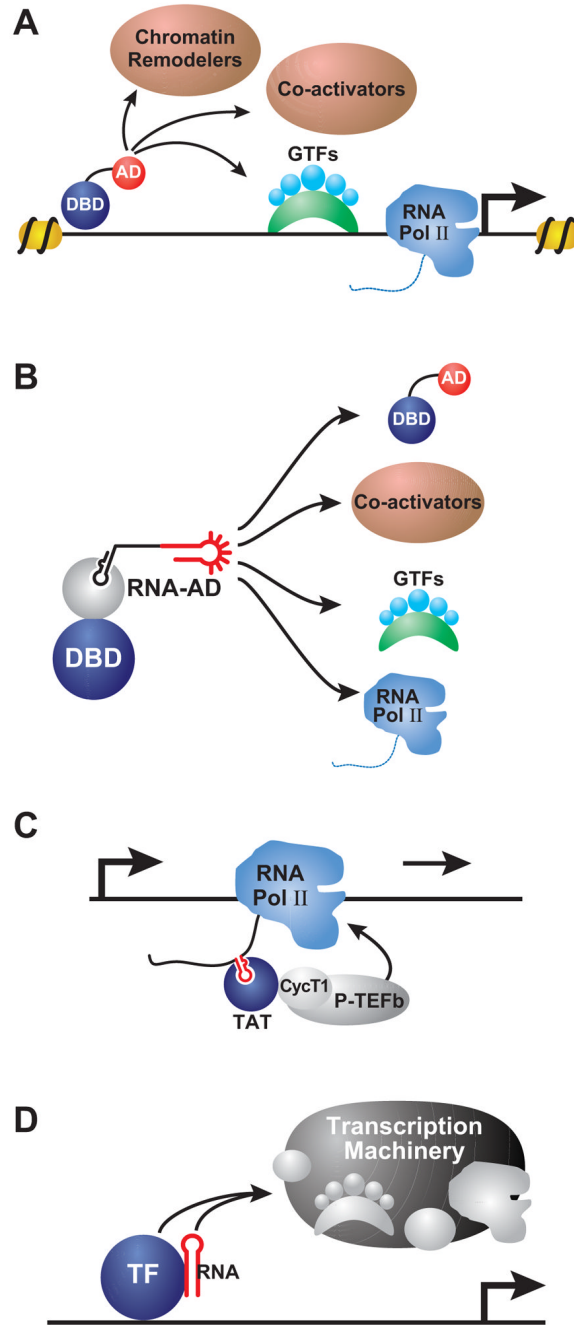 A
Chromatin
Remodelers
Co-activators
AD
GTFs
DBD
RNA
Pol II
B
AD
DBD
Co-activators
RNA-AD
GTFs
DBD
RNA
Pol II
C
RNA
Pol II
CycT1
P-TEFb
TAT
D
Transcription
Machinery
TF
RNA